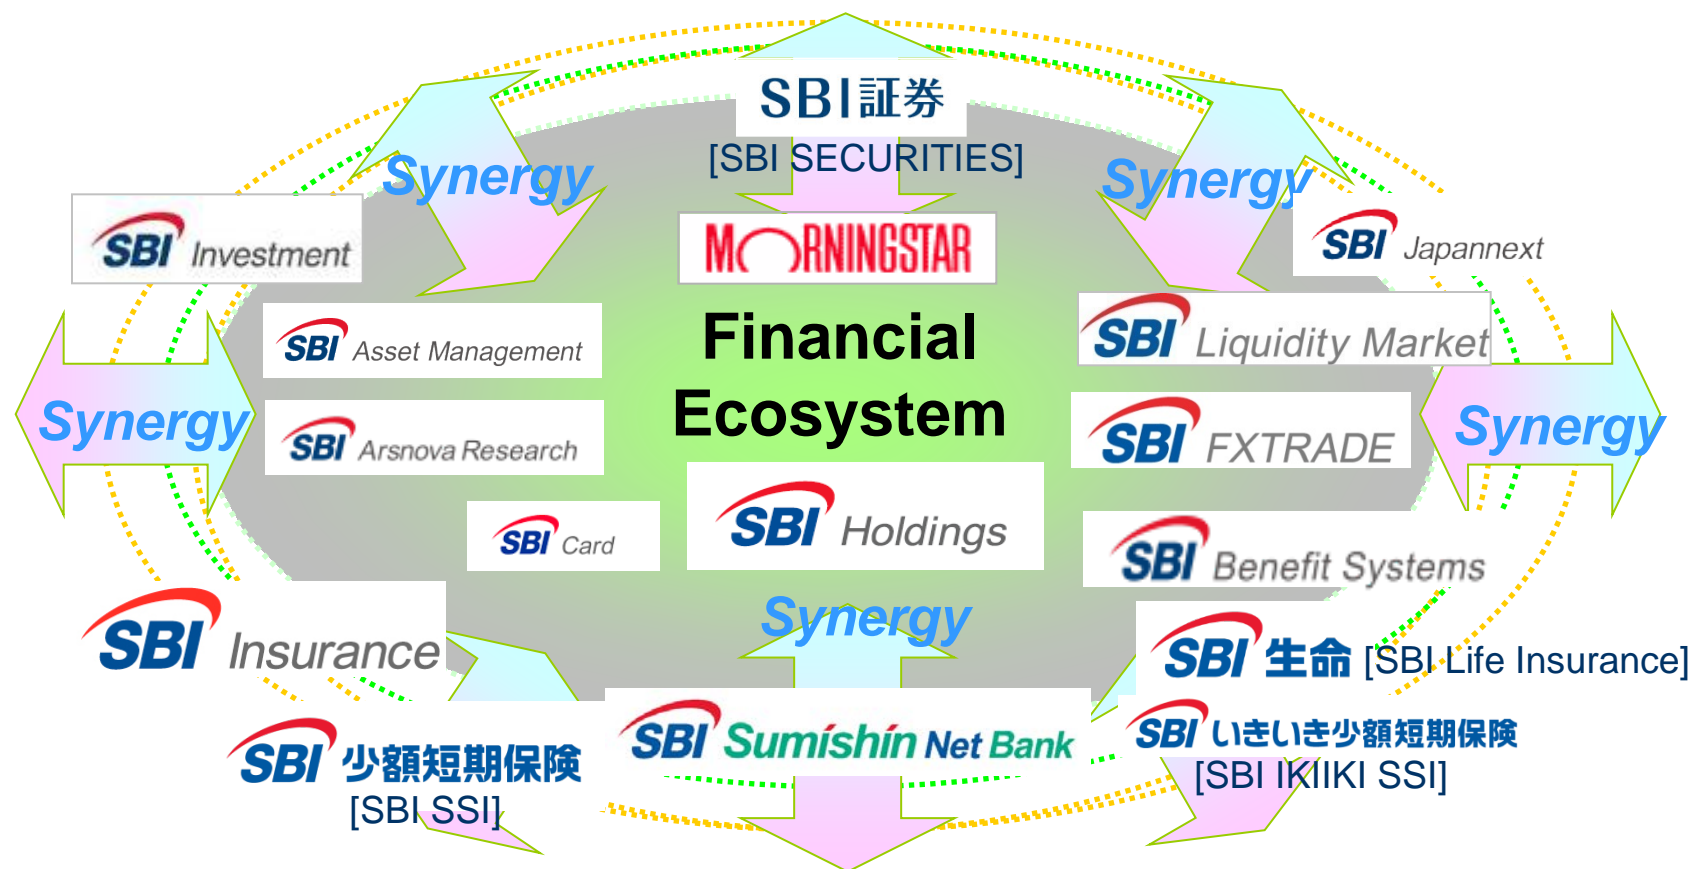 SBI証券
[SBI SECURITIES]
Synergy
Synergy
SBI Investment
MORNINGSTAR
SBI Japannext
SBI Asset Management
Financial
Ecosystem
SBI Liquidity Market
Synergy
SBI Arsnova Research
SBI FXTRADE
Synergy
SBI Card
SBI Holdings
SBI Benefit Systems
SBI Insurance
Synergy
SBI 生命 [SBI Life Insurance]
SBI 少額短期保険
[SBI SSI]
SBI Sumishin Net Bank
SBI いきいき少額短期保険
[SBI IKIIKI SSI]